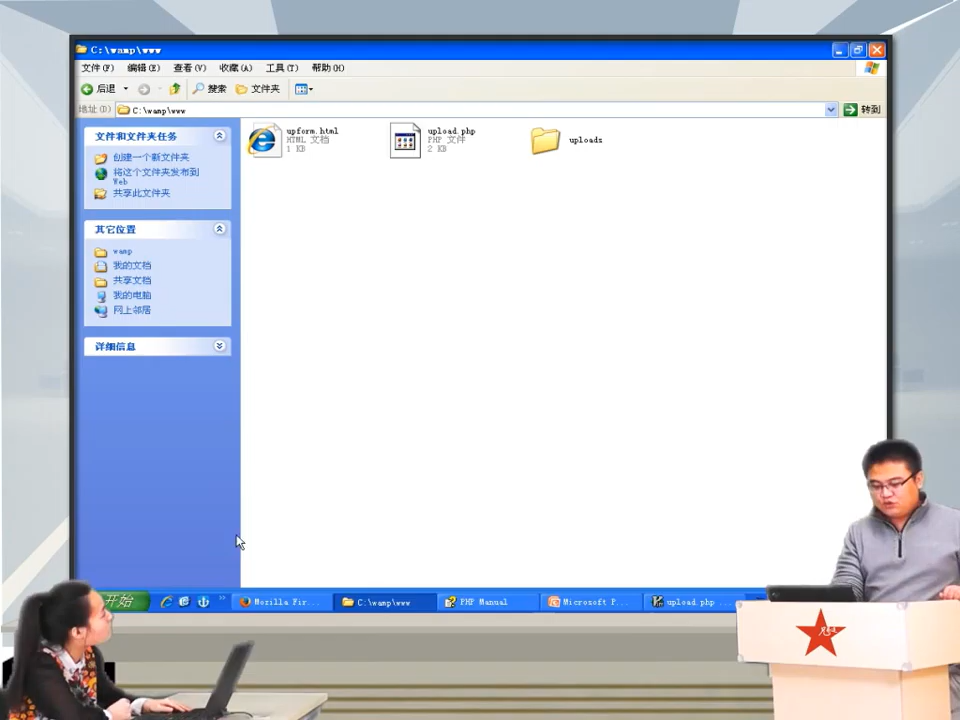 C:\wamp\www
文件(F) 编辑(E) 查看(V) 收藏(A) 工具(T) 帮助(H)
后退 搜索 文件夹
地址(D) C:\wamp\www 转到
文件和文件夹任务
创建一个新文件夹
将这个文件夹发布到
Web
共享此文件夹
其它位置
wamp
我的文档
共享文档
我的电脑
网上邻居
详细信息
upform.html
HTML 文档
1 KB
upload.php
PHP 文件
2 KB
uploads
开始 Mozilla Fir... C:\wamp\www PHP Manual Microsoft P... upload.php ...